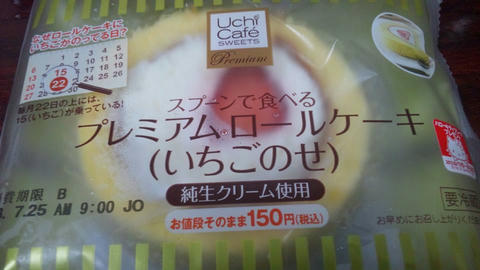 Uchi
Café
SWEETS
Premium
なぜロールケーキに
いちごがのってる日?
15
22
毎月22日の上には、
15(いちご)が乗っている!
スプーンで食べる
プレミアムロールケーキ
(いちごのせ)
純生クリーム使用
お値段そのまま150円(税込)
消費期限 B
7.25 AM 9:00 JO
要冷蔵
お早めにお召し上がりくだ